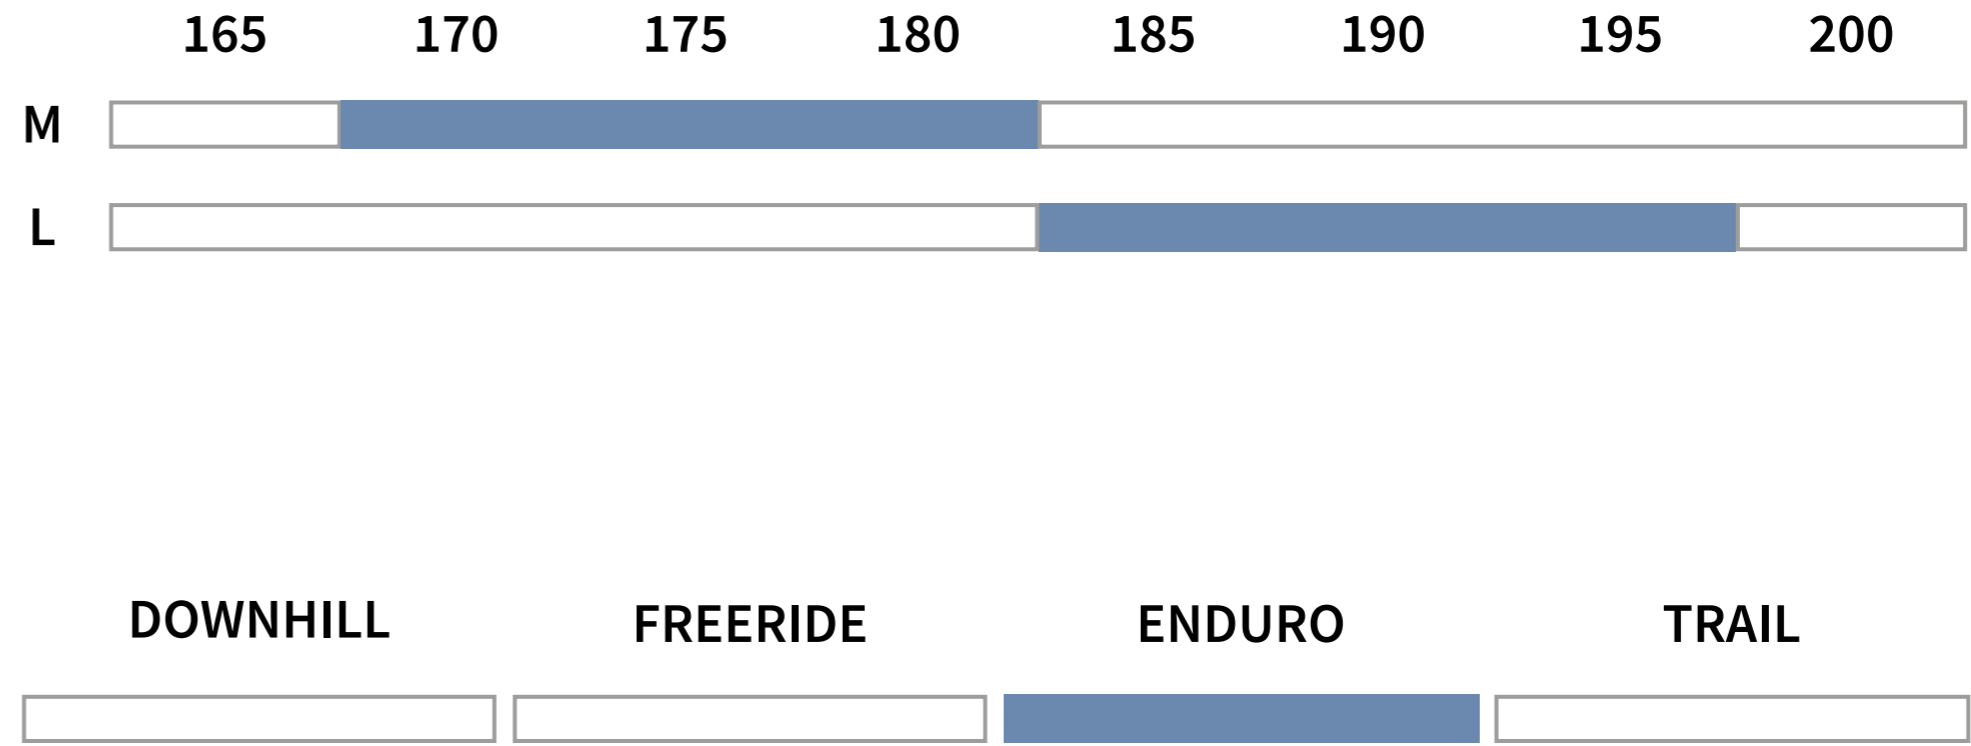 165 170 175 180 185 190 195 200
M
L
DOWNHILL FREERIDE ENDURO TRAIL